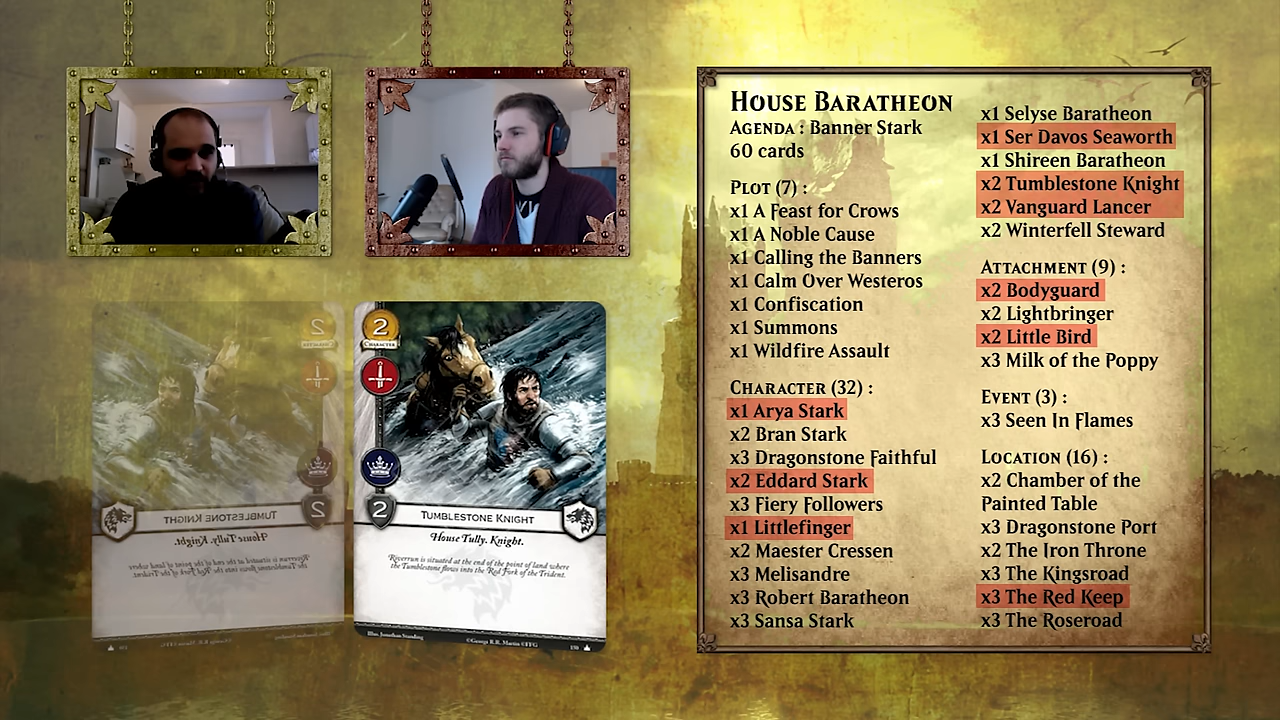 House Baratheon
Agenda : Banner Stark
60 cards
Plot (7) :
x1 A Feast for Crows
x1 A Noble Cause
x1 Calling the Banners
x1 Calm Over Westeros
x1 Confiscation
x1 Summons
x1 Wildfire Assault
Character (32) :
x1 Arya Stark
x2 Bran Stark
x3 Dragonstone Faithful
x2 Eddard Stark
x3 Fiery Followers
x1 Littlefinger
x2 Maester Cressen
x3 Melisandre
x3 Robert Baratheon
x3 Sansa Stark
x1 Selyse Baratheon
x1 Ser Davos Seaworth
x1 Shireen Baratheon
x2 Tumblestone Knight
x2 Vanguard Lancer
x2 Winterfell Steward
Attachment (9) :
x2 Bodyguard
x2 Lightbringer
x2 Little Bird
x3 Milk of the Poppy
Event (3) :
x3 Seen In Flames
Location (16) :
x2 Chamber of the
Painted Table
x3 Dragonstone Port
x2 The Iron Throne
x3 The Kingsroad
x3 The Red Keep
x3 The Roseroad
2
Character
2
Tumblestone Knight
House Tully. Knight.
Riverrun is situated at the end of the point of land where
the Tumblestone flows into the Red Fork of the Trident.
Illus. Jonathan Standing
©George R.R. Martin ©FFG